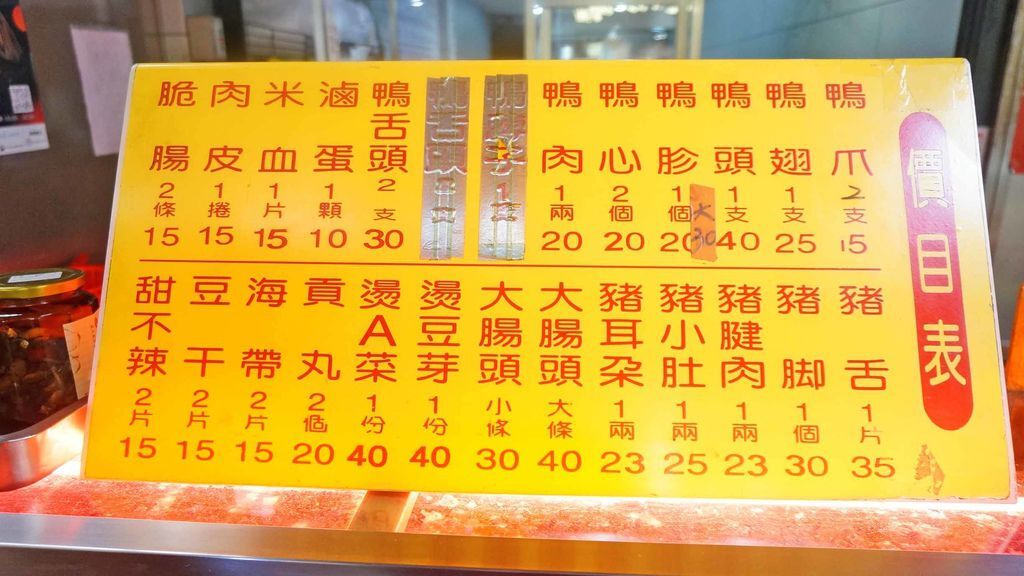 價目表
鴨爪 2支 15
鴨翅 1支 25
鴨頭 1支 40
鴨胗 1個 20
大30
鴨心 2個 20
鴨肉 1兩 20
鴨舌頭 2支 30
滷蛋 1顆 10
米血 1片 15
肉皮 1捲 15
脆腸 2條 15
豬舌 1片 35
豬腳 1個 30
豬腱肉 1兩 23
豬小肚 1兩 25
豬耳朵 1兩 23
大腸頭 大條 40
大腸頭 小條 30
燙豆芽 1份 40
燙A菜 1份 40
貢丸 2個 20
海帶 2片 15
豆干 2片 15
甜不辣 2片 15